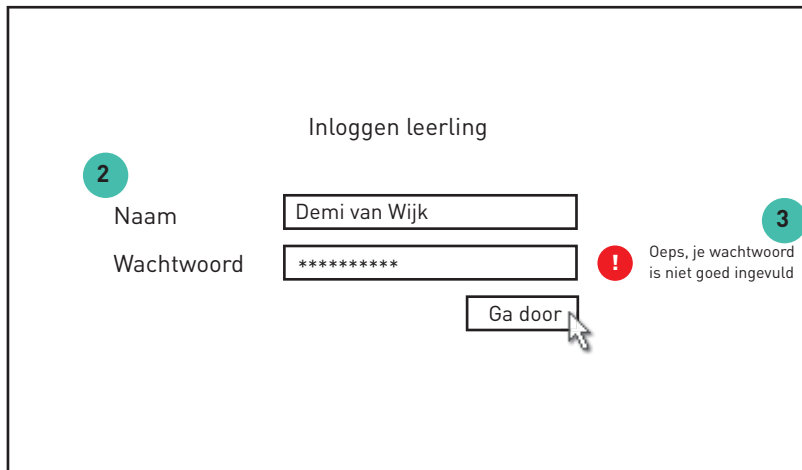 Inloggen leerling
2
Naam
Demi van Wijk
3
Wachtwoord
**********
!
Oeps, je wachtwoord
is niet goed ingevuld
Ga door